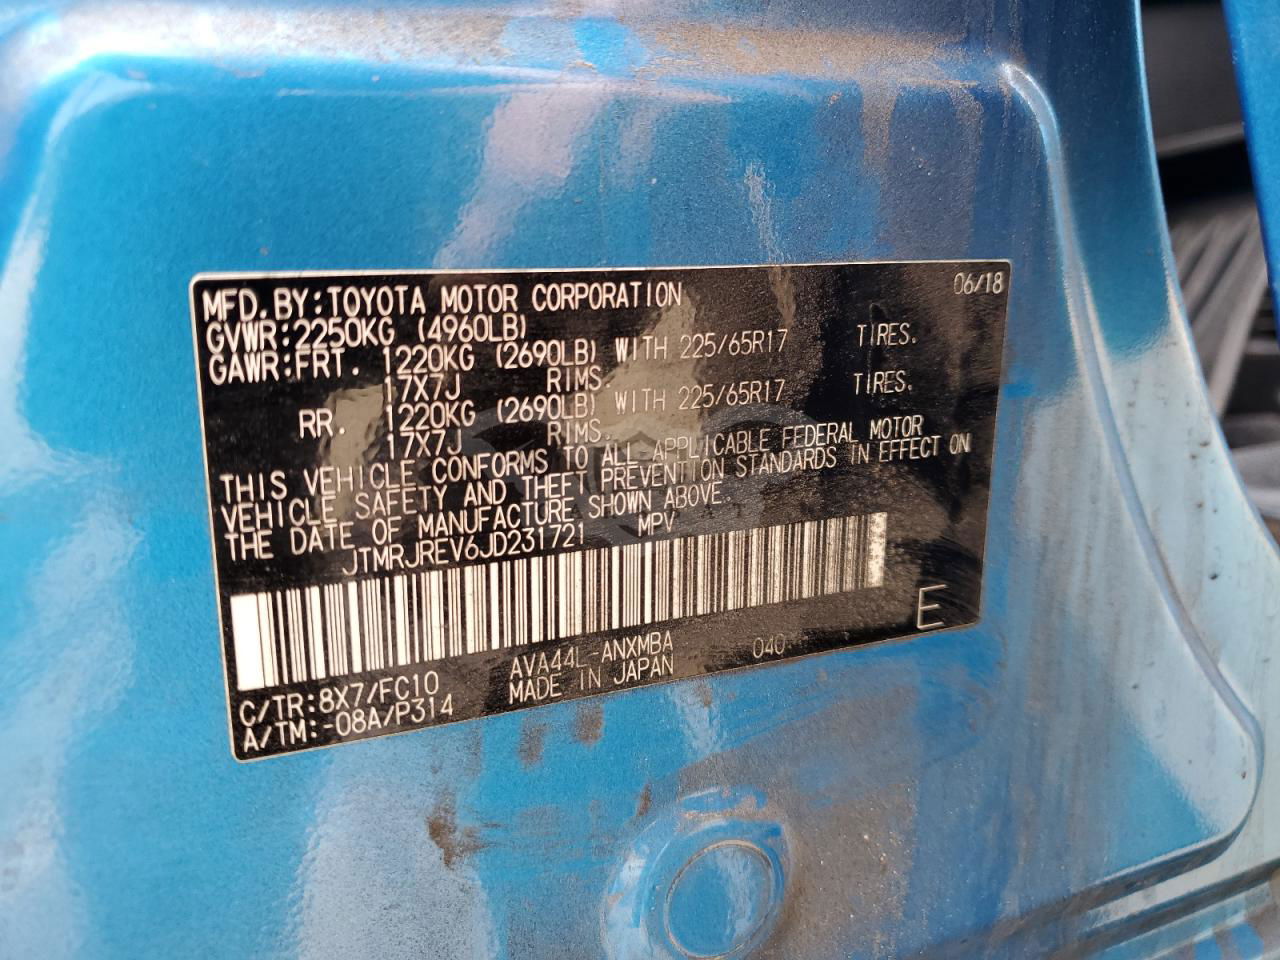 MFD. BY: TOYOTA MOTOR CORPORATION 06/18
GVWR: 2250KG (4960LB)
GAWR: FRT. 1220KG (2690LB) WITH 225/65R17 TIRES.
17X7J RIMS.
RR. 1220KG (2690LB) WITH 225/65R17 TIRES.
17X7J RIMS.
THIS VEHICLE CONFORMS TO ALL APPLICABLE FEDERAL MOTOR
VEHICLE SAFETY AND THEFT PREVENTION STANDARDS IN EFFECT ON
THE DATE OF MANUFACTURE SHOWN ABOVE.
JTMRJREV6JD231721 MPV
E
C/TR: 8X7/FC10 AVA44L-ANXMBA 040
A/TM: -08A/P314 MADE IN JAPAN